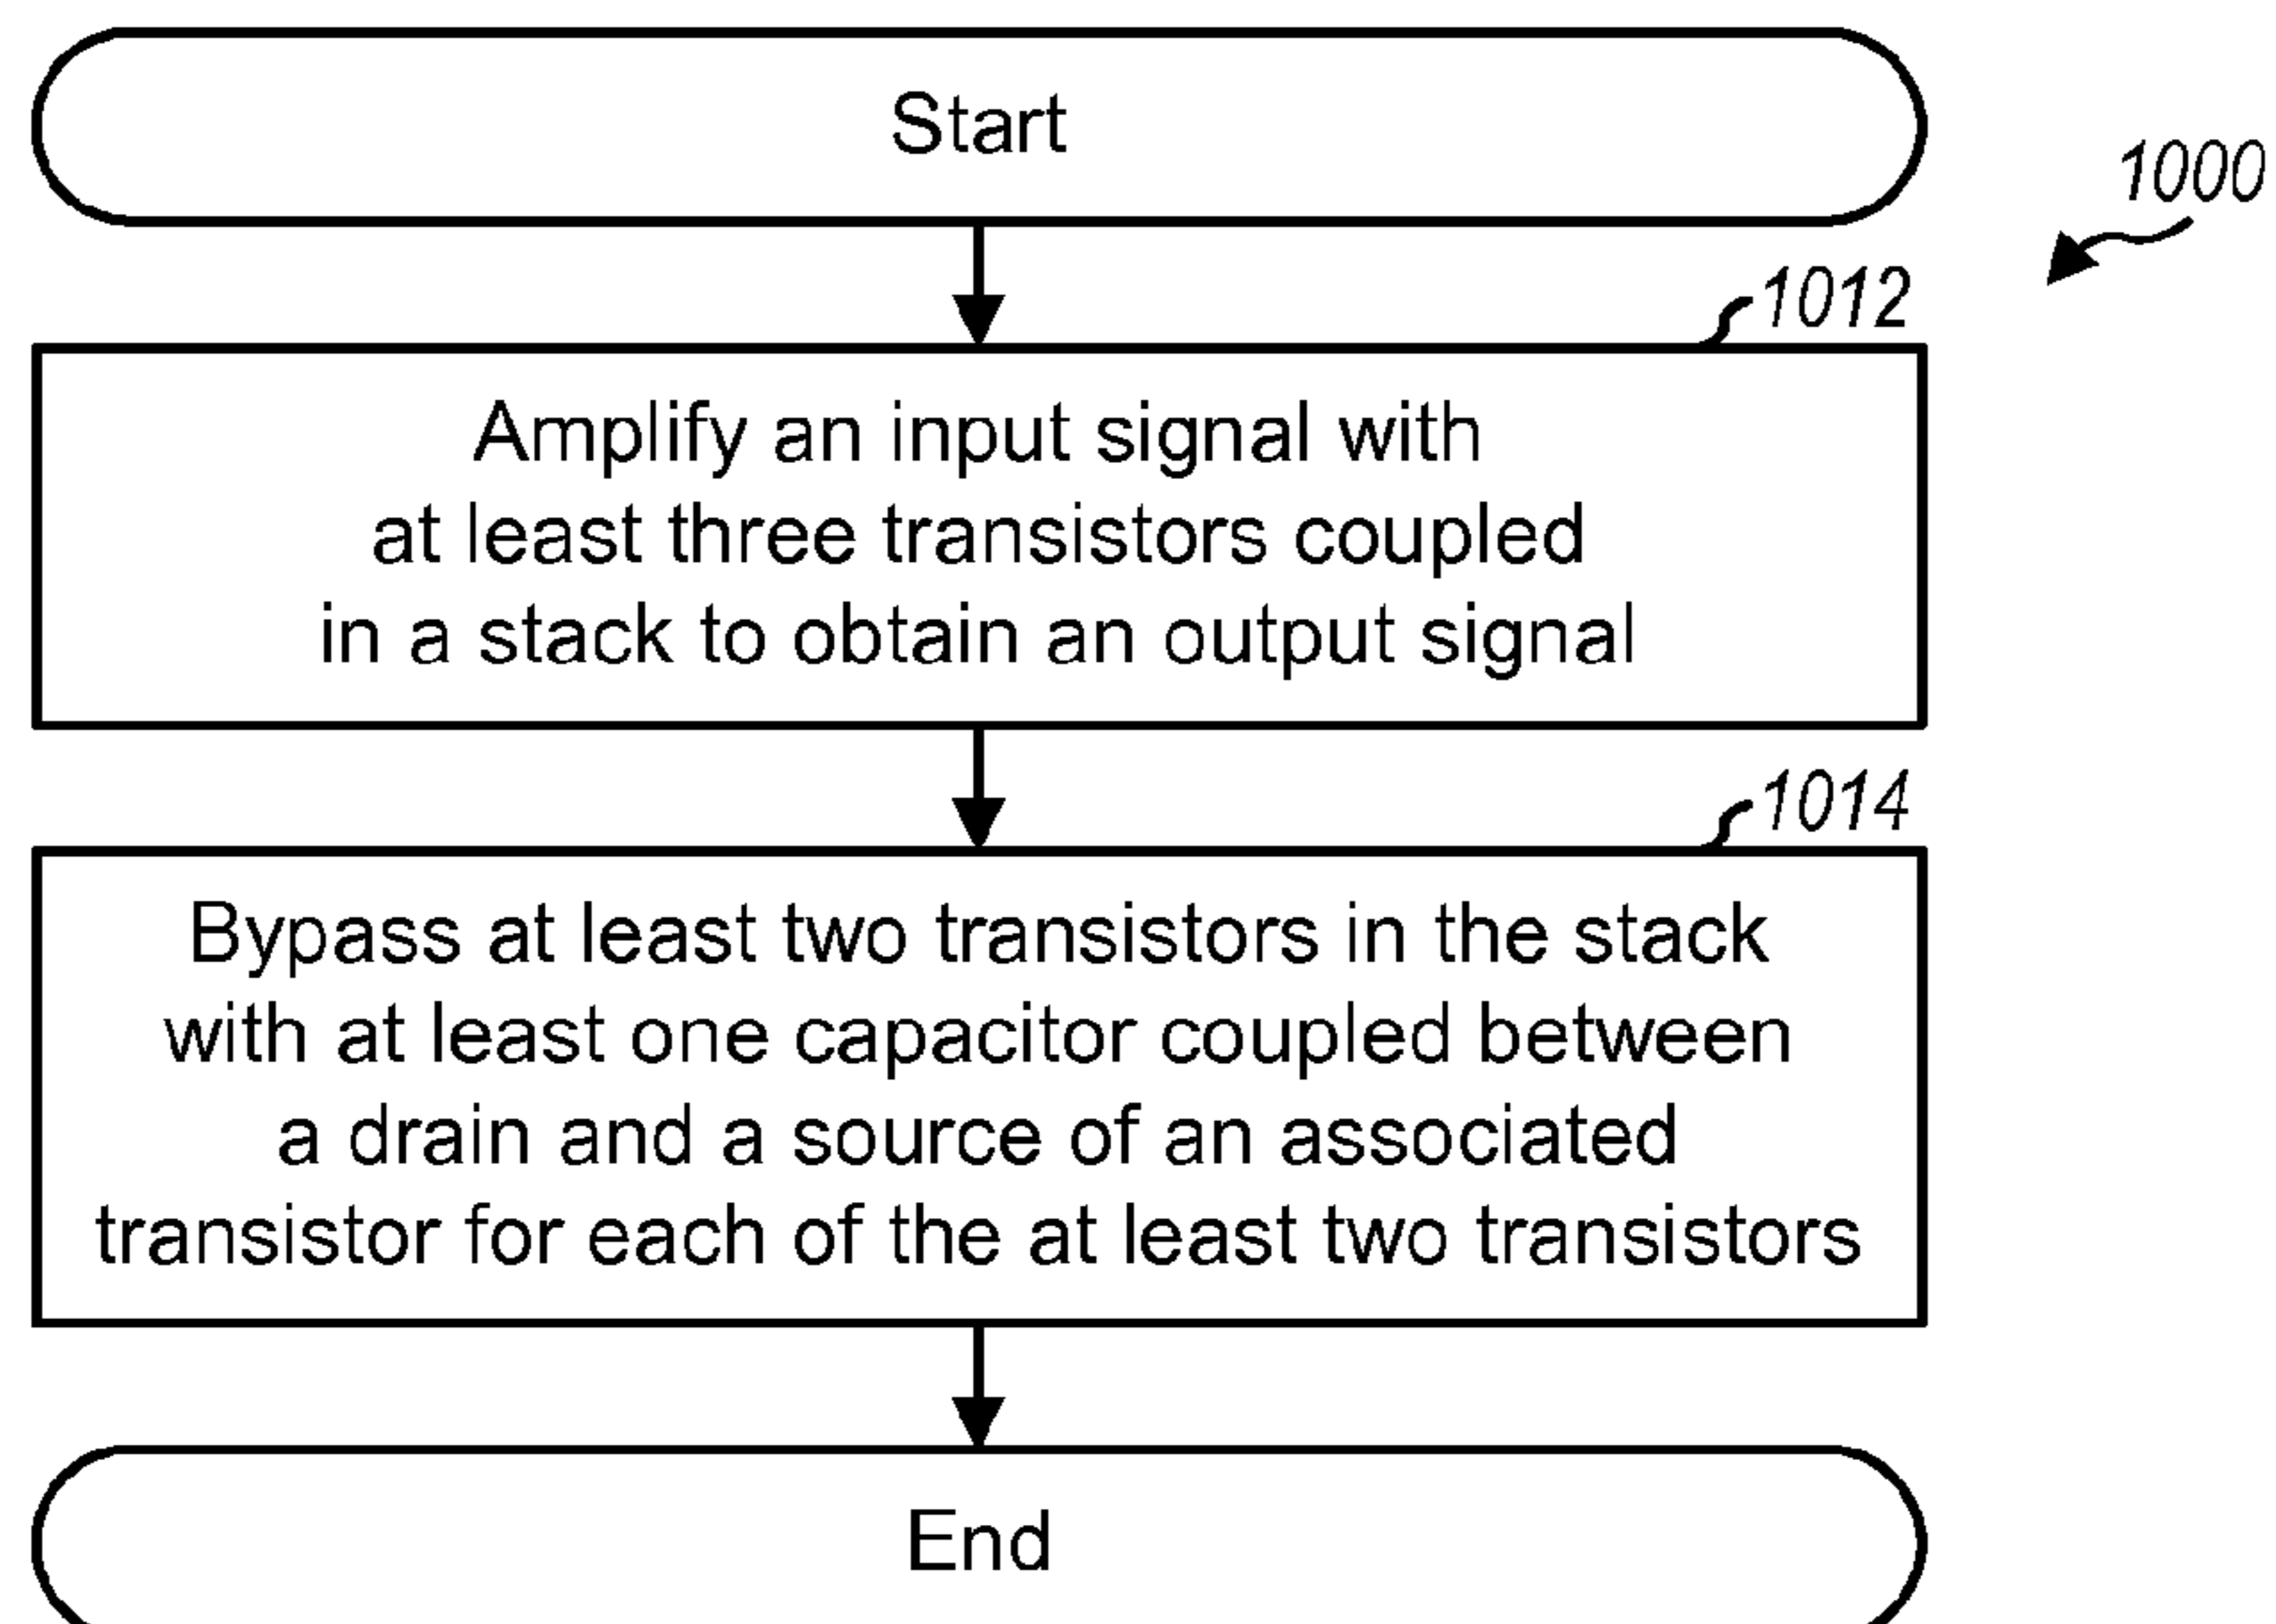 Start
1000
1012
Amplify an input signal with
at least three transistors coupled
in a stack to obtain an output signal
1014
Bypass at least two transistors in the stack
with at least one capacitor coupled between
a drain and a source of an associated
transistor for each of the at least two transistors
End